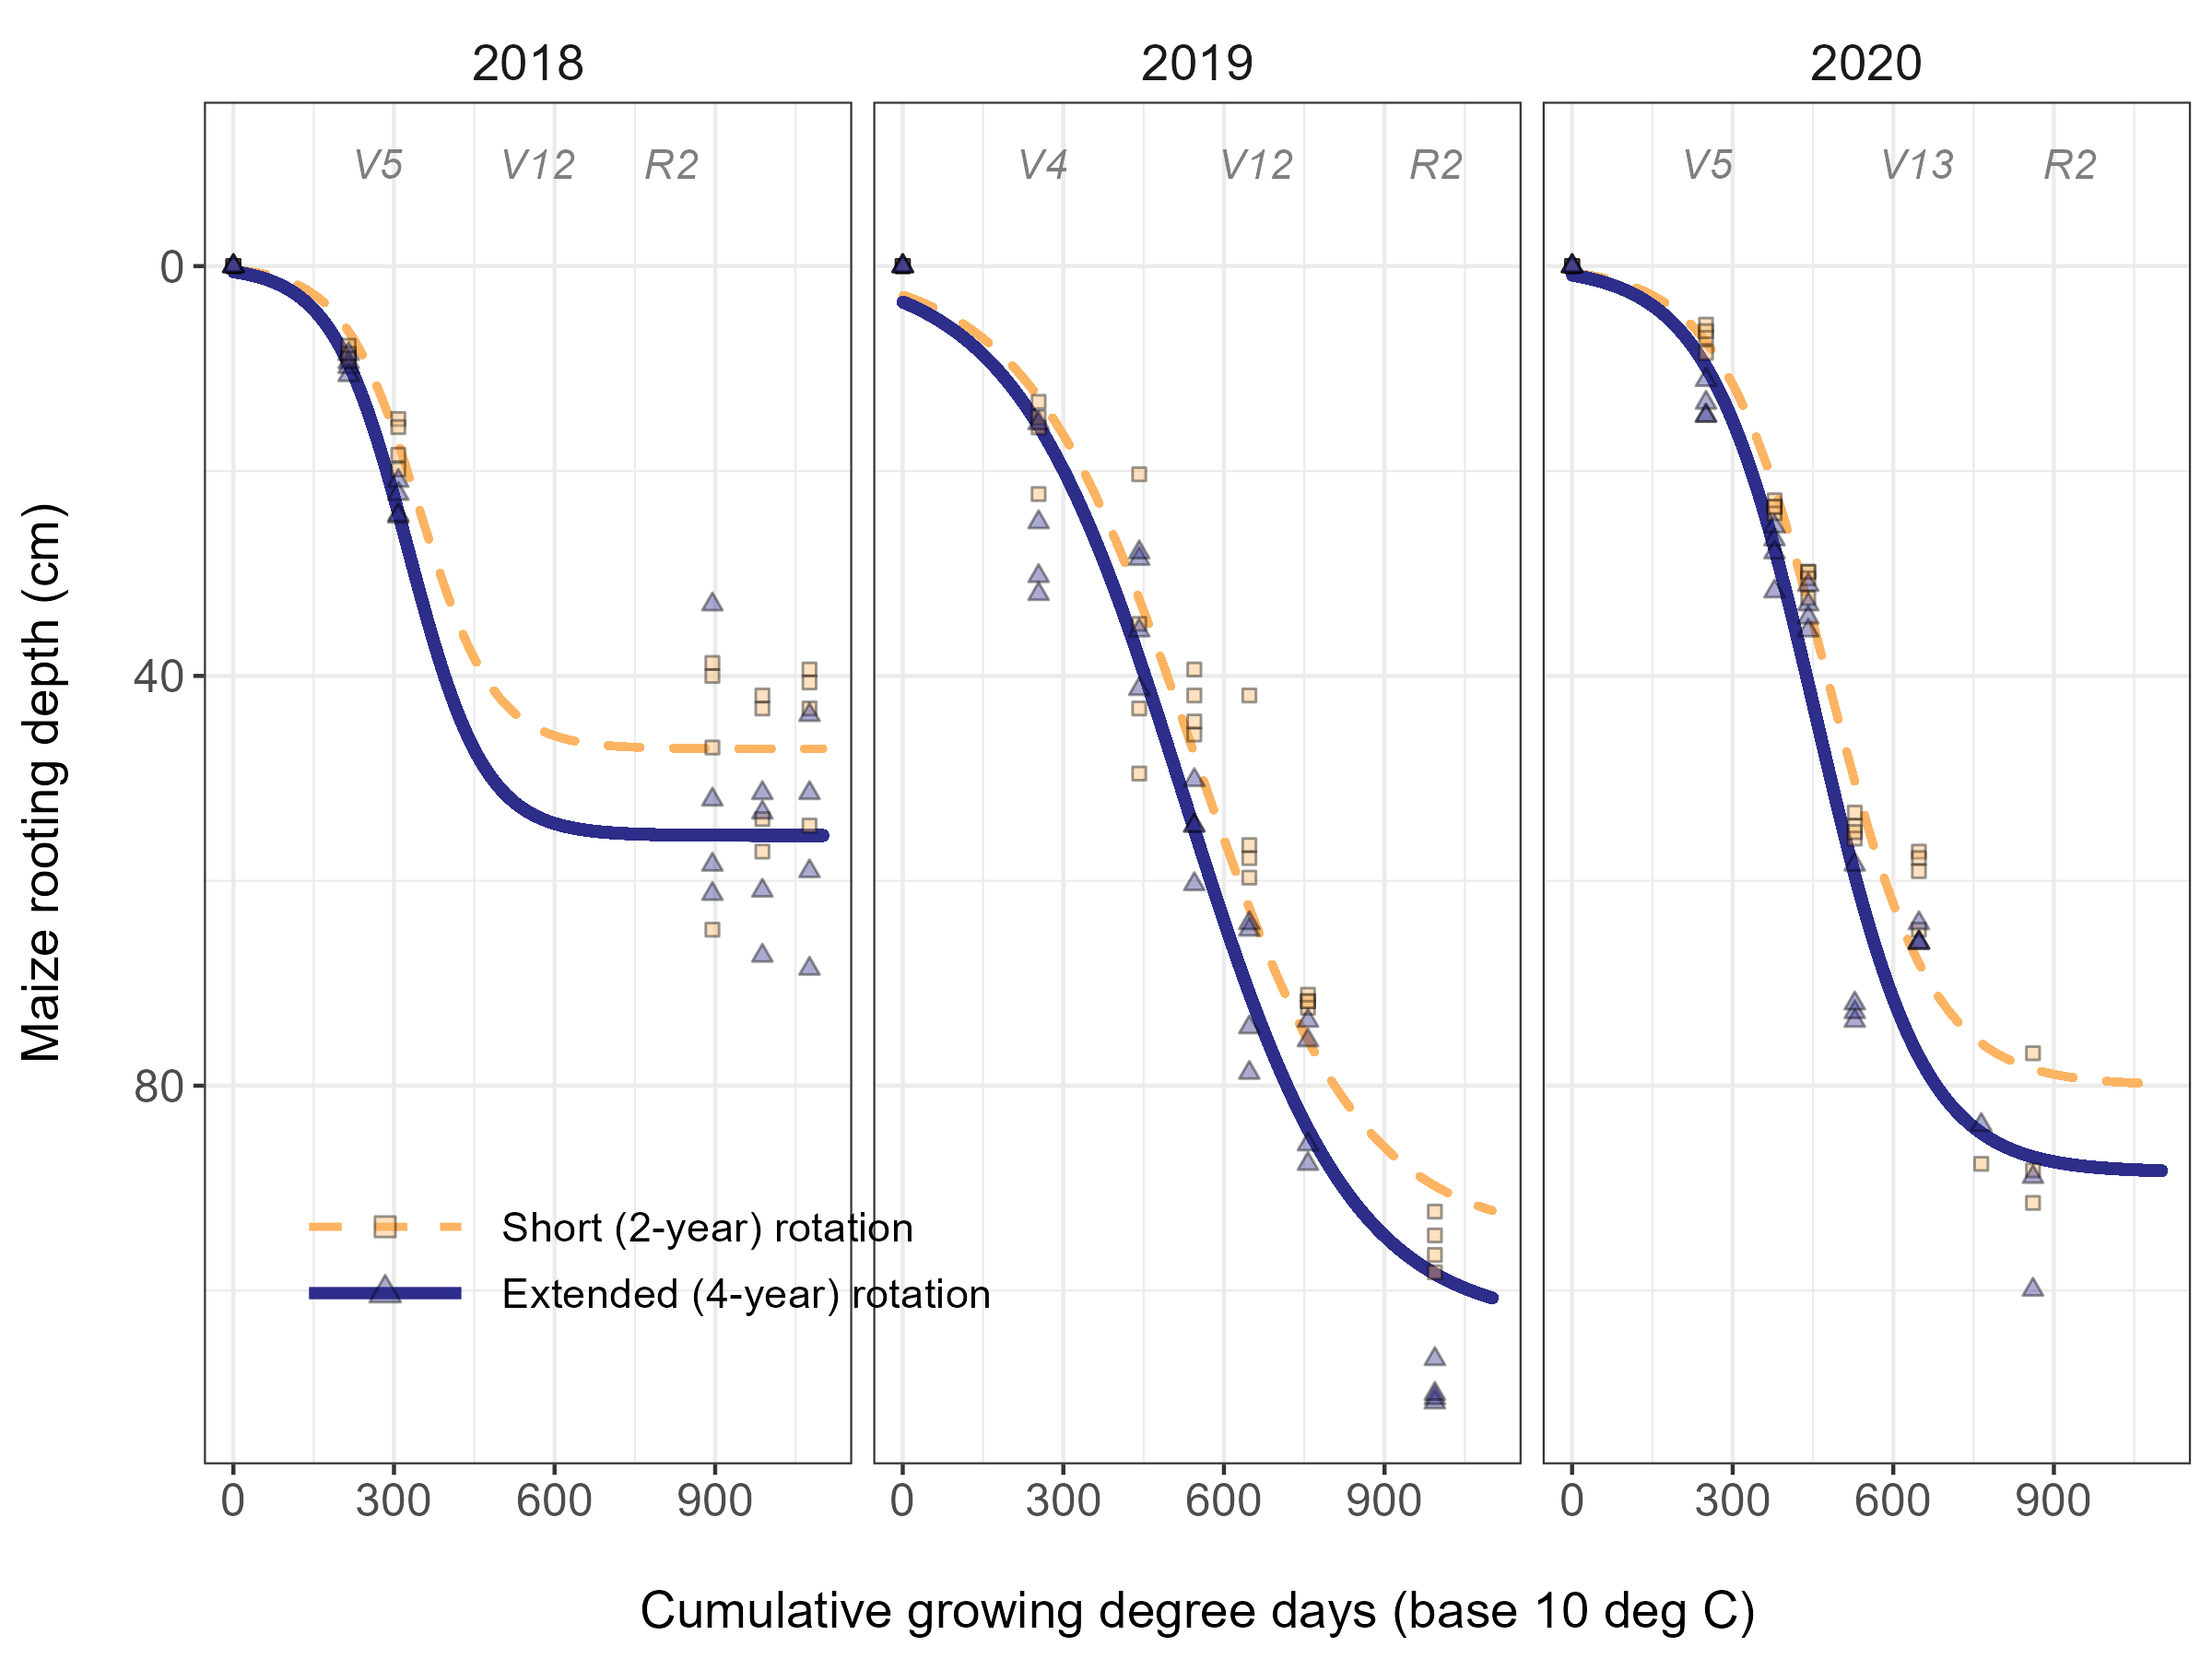 2018 2019 2020
V5 V12 R2 V4 V12 R2 V5 V13 R2
0
40
80
Maize rooting depth (cm)
Short (2-year) rotation
Extended (4-year) rotation
0 300 600 900 0 300 600 900 0 300 600 900
Cumulative growing degree days (base 10 deg C)